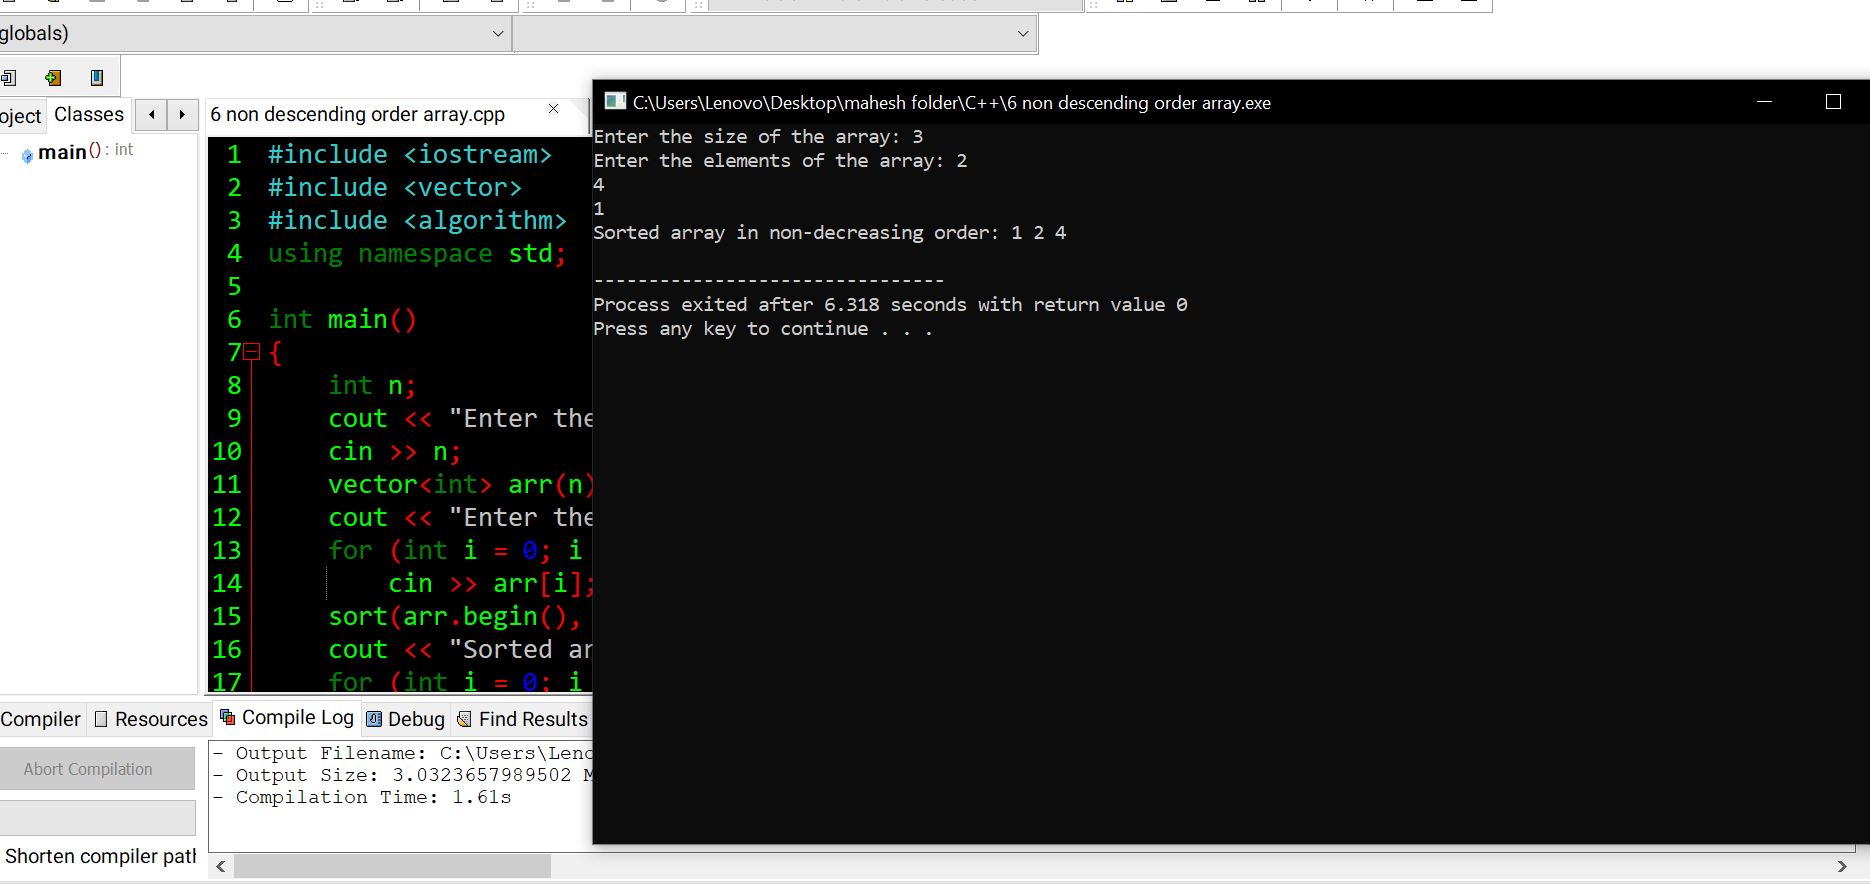 globals)
oject Classes
main() : int
6 non descending order array.cpp
1 #include <iostream>
2 #include <vector>
3 #include <algorithm>
4 using namespace std;
5
6 int main()
7 {
8 int n;
9 cout << "Enter the
10 cin >> n;
11 vector<int> arr(n)
12 cout << "Enter the
13 for (int i = 0; i
14 cin >> arr[i];
15 sort(arr.begin(),
16 cout << "Sorted ar
17 for (int i = 0; i
C:\Users\Lenovo\Desktop\mahesh folder\C++\6 non descending order array.exe
Enter the size of the array: 3
Enter the elements of the array: 2
4
1
Sorted array in non-decreasing order: 1 2 4
--------------------------------
Process exited after 6.318 seconds with return value 0
Press any key to continue . . .
Compiler Resources Compile Log Debug Find Results
Abort Compilation
Shorten compiler path
- Output Filename: C:\Users\Leno
- Output Size: 3.0323657989502 M
- Compilation Time: 1.61s